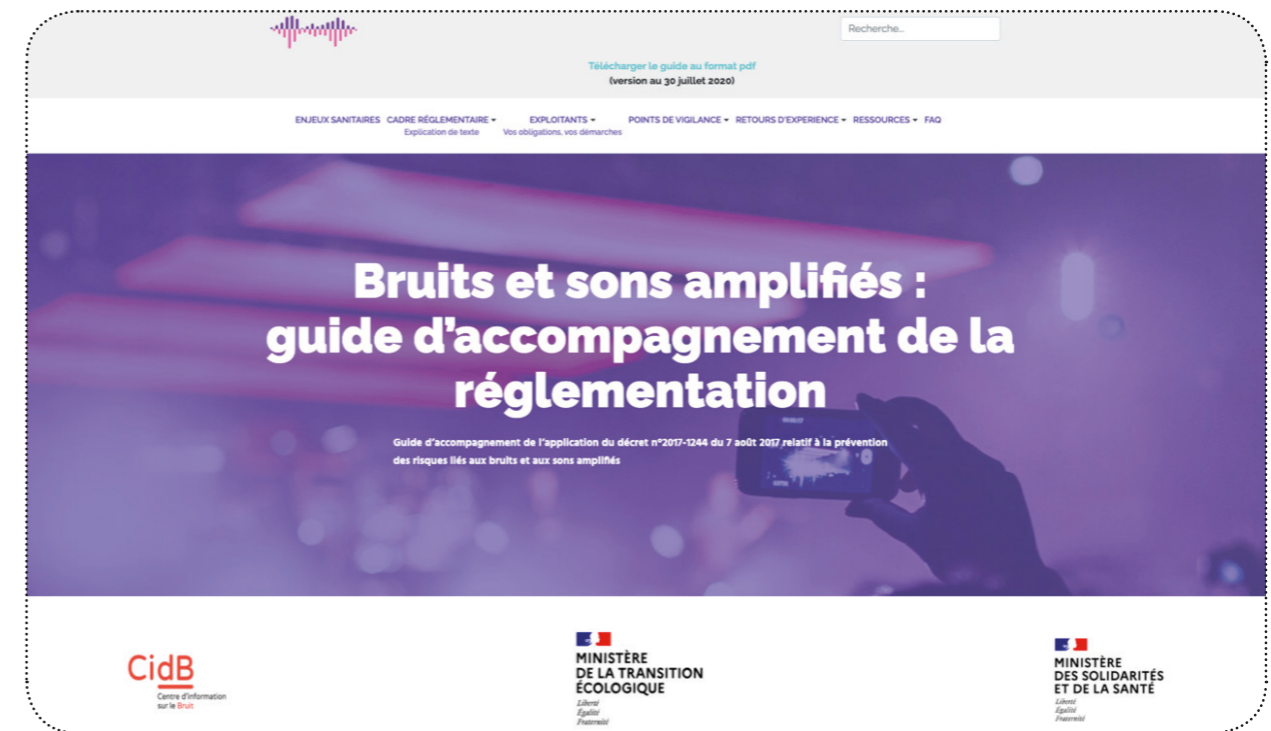 Recherche...
Télécharger le guide au format pdf
(version au 30 juillet 2020)
ENJEUX SANITAIRES CADRE RÉGLEMENTAIRE EXPLOITANTS POINTS DE VIGILANCE RETOURS D'EXPERIENCE RESSOURCES FAQ
Explication de texte Vos obligations, vos démarches
Bruits et sons amplifiés :
guide d'accompagnement de la
réglementation
Guide d'accompagnement de l'application du décret n°2017-1244 du 7 août 2017 relatif à la prévention
des risques liés aux bruits et aux sons amplifiés
CidB
Centre d'information
sur le Bruit
MINISTÈRE
DE LA TRANSITION
ÉCOLOGIQUE
Liberté
Égalité
Fraternité
MINISTÈRE
DES SOLIDARITÉS
ET DE LA SANTÉ
Liberté
Égalité
Fraternité